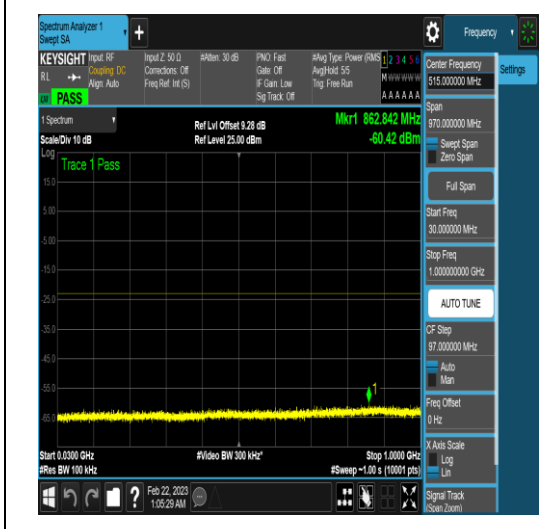 Spectrum Analyzer 1
Swept SA
Frequency
KEYSIGHT
Input: RF
Coupling: DC
Align: Auto
Input Z: 50 Ω
Corrections: Off
Freq Ref: Int (S)
#Atten: 30 dB
PNO: Fast
Gate: Off
IF Gain: Low
Sig Track: Off
#Avg Type: Power (RMS
Avg|Hold: 5/5
Trig: Free Run
1 2 3 4 5 6
M W W W W W
A A A A A A
RL
PASS
Center Frequency
515.000000 MHz
Settings
Span
970.000000 MHz
Swept Span
Zero Span
Full Span
Start Freq
30.000000 MHz
Stop Freq
1.000000000 GHz
AUTO TUNE
CF Step
97.000000 MHz
Auto
Man
Freq Offset
0 Hz
X Axis Scale
Log
Lin
Signal Track
(Span Zoom)
1 Spectrum
Scale/Div 10 dB
Ref Lvl Offset 9.28 dB
Ref Level 25.00 dBm
Mkr1 862.842 MHz
-60.42 dBm
Log
Trace 1 Pass
15.0
5.00
-5.00
-15.0
-25.0
-35.0
-45.0
-55.0
-65.0
1
Start 0.0300 GHz
#Res BW 100 kHz
#Video BW 300 kHz*
Stop 1.0000 GHz
#Sweep ~1.00 s (10001 pts)
Feb 22, 2023
1:05:29 AM